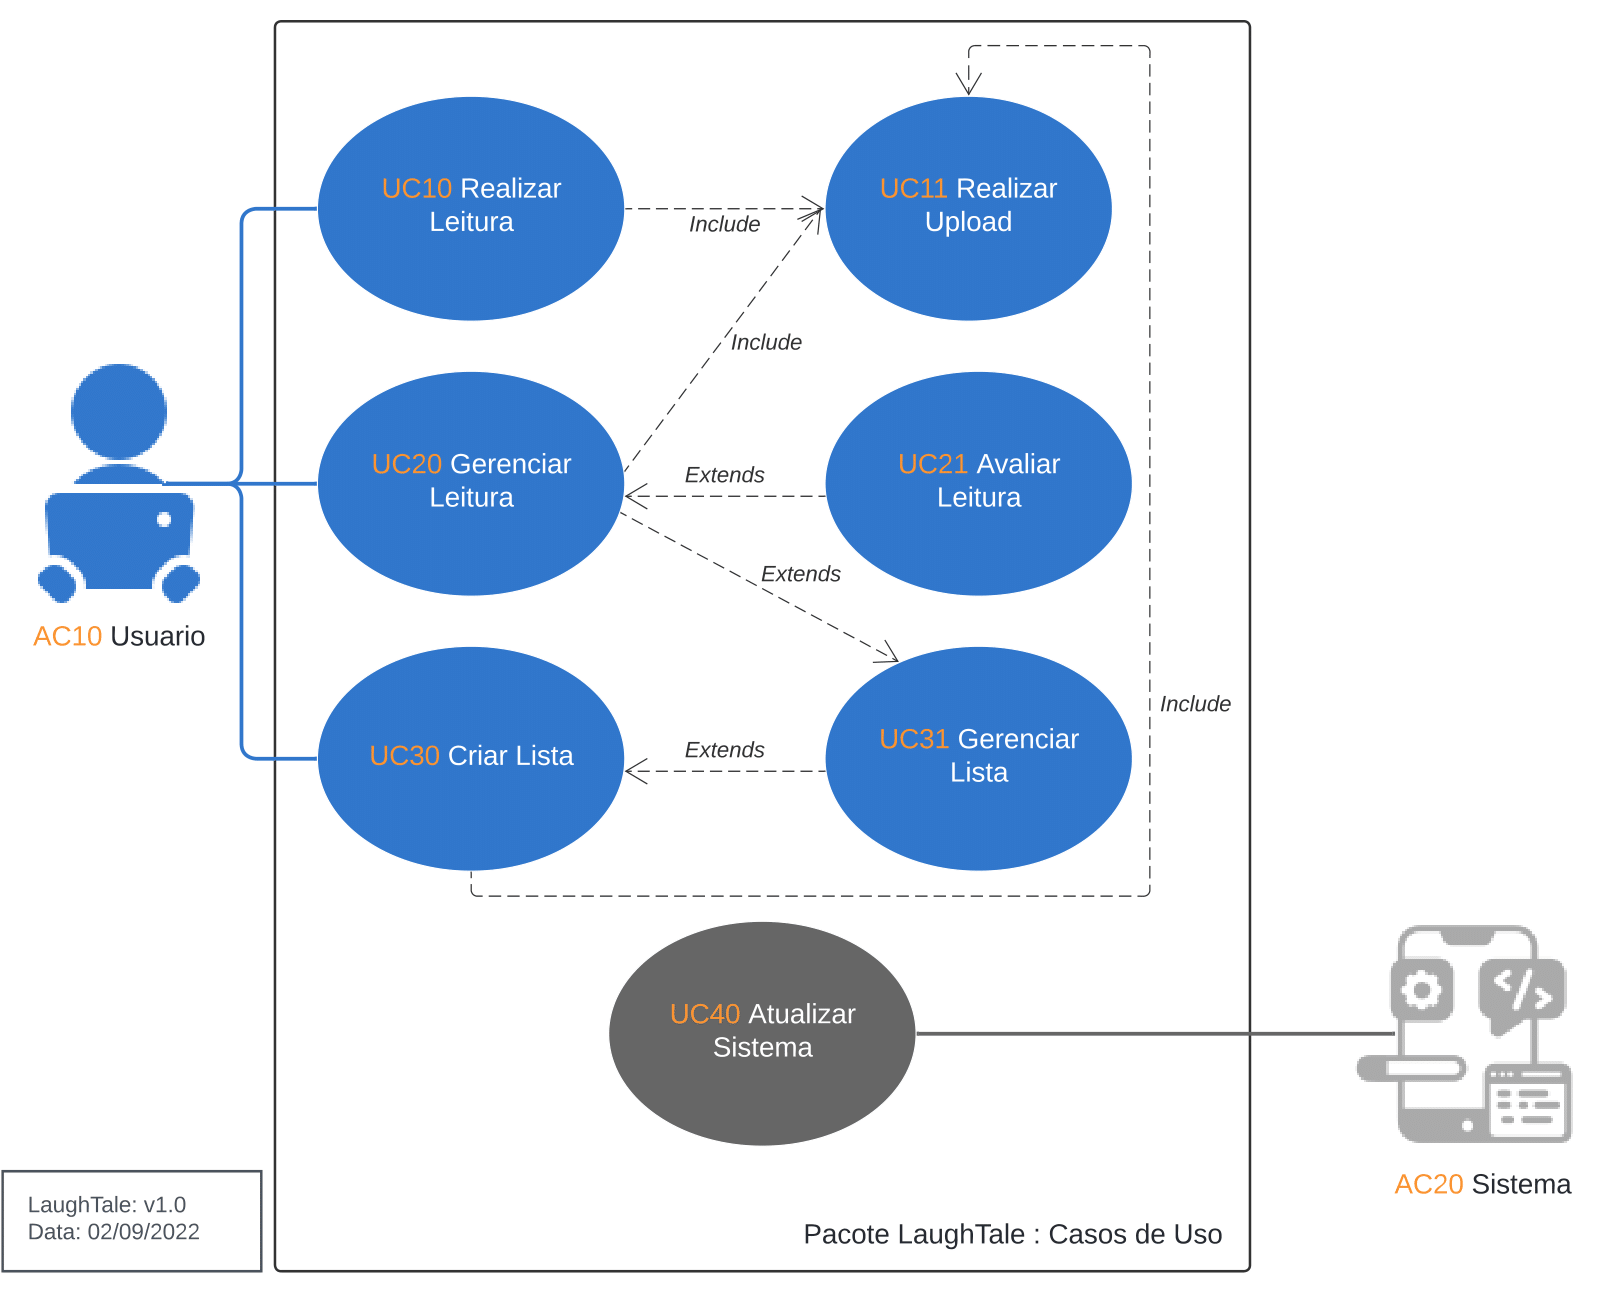 UC10 Realizar
Leitura
Include
UC11 Realizar
Upload
Include
UC20 Gerenciar
Leitura
Extends
UC21 Avaliar
Leitura
Extends
AC10 Usuario
UC30 Criar Lista
Extends
UC31 Gerenciar
Lista
Include
UC40 Atualizar
Sistema
AC20 Sistema
LaughTale: v1.0
Data: 02/09/2022
Pacote LaughTale : Casos de Uso